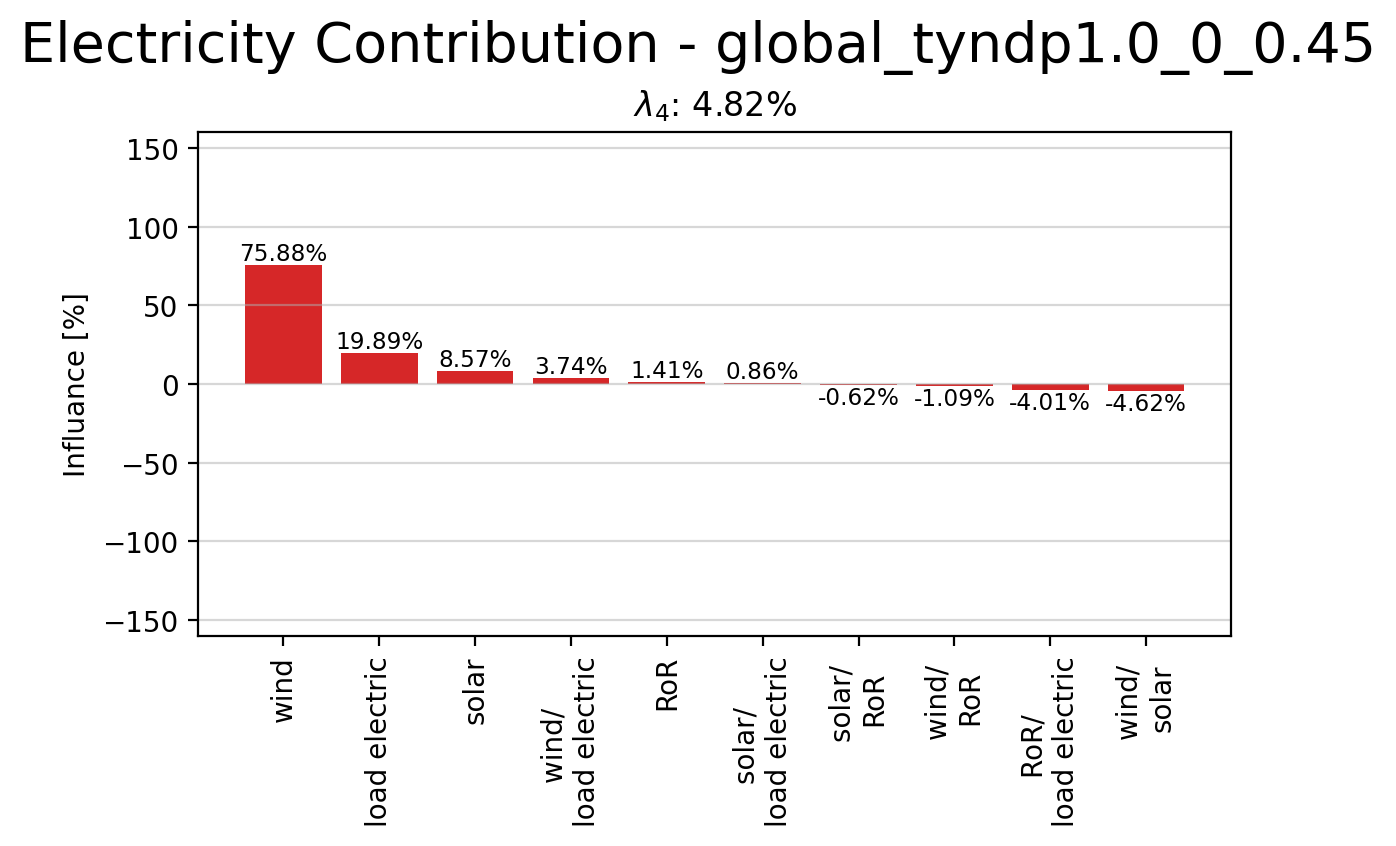 Electricity Contribution - global_tyndp1.0_0_0.45
λ4: 4.82%
Influance [%]
150
100
50
0
−50
−100
−150
75.88%
19.89%
8.57%
3.74%
1.41%
0.86%
-0.62%
-1.09%
-4.01%
-4.62%
wind
load electric
solar
wind/
load electric
RoR
solar/
load electric
solar/
RoR
wind/
RoR
RoR/
load electric
wind/
solar